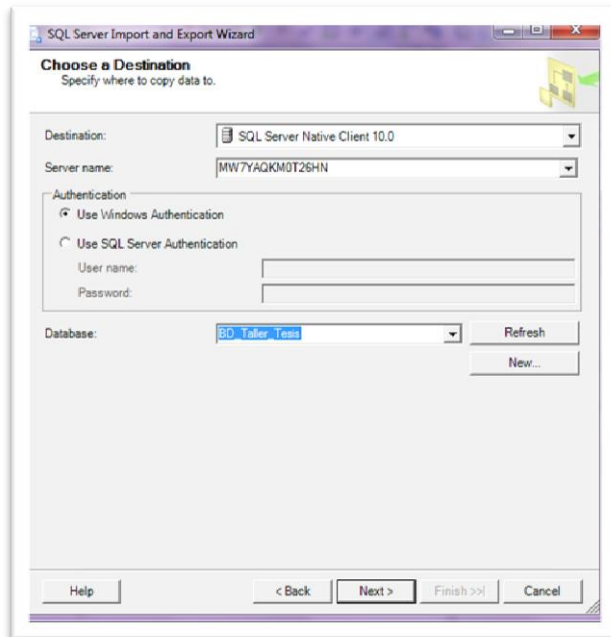 SQL Server Import and Export Wizard
Choose a Destination
Specify where to copy data to.
Destination: SQL Server Native Client 10.0
Server name: MW7YAQKM0T26HN
Authentication
Use Windows Authentication
Use SQL Server Authentication
User name:
Password:
Database: BD_Taller_Tesis Refresh
New...
Help < Back Next > Finish >>| Cancel